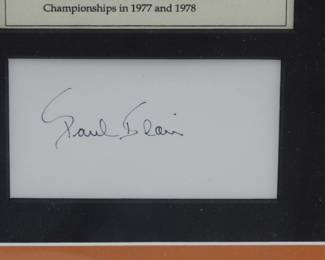 Championships in 1977 and 1978
Paul Blair